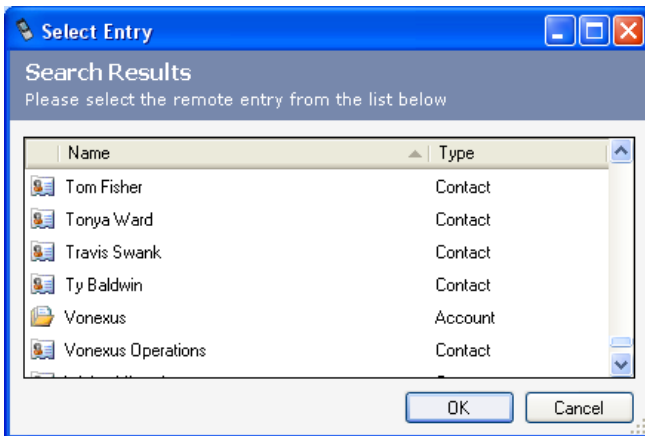 Select Entry
Search Results
Please select the remote entry from the list below
Name Type
Tom Fisher Contact
Tonya Ward Contact
Travis Swank Contact
Ty Baldwin Contact
Vonexus Account
Vonexus Operations Contact
OK Cancel